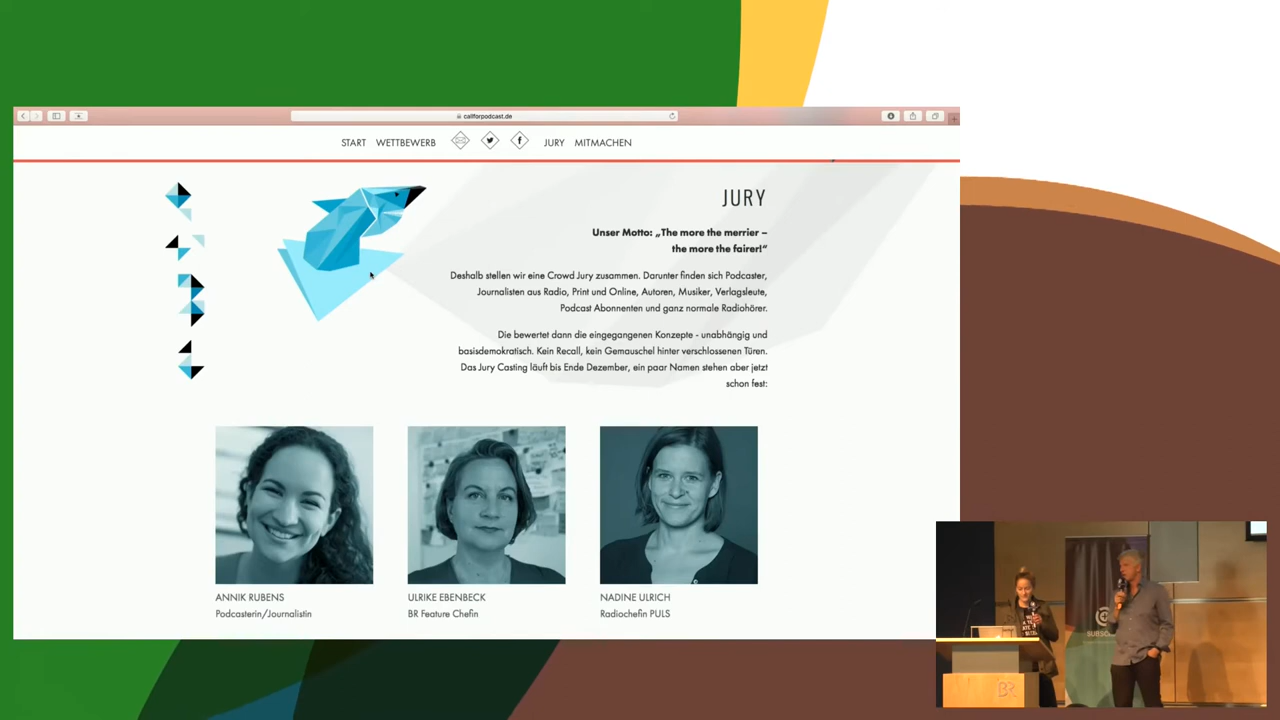 callforpodcast.de
START WETTBEWERB JURY MITMACHEN
JURY
Unser Motto: „The more the merrier –
the more the fairer!“
Deshalb stellen wir eine Crowd Jury zusammen. Darunter finden sich Podcaster,
Journalisten aus Radio, Print und Online, Autoren, Musiker, Verlagsleute,
Podcast Abonnenten und ganz normale Radiohörer.
Die bewertet dann die eingegangenen Konzepte - unabhängig und
basisdemokratisch. Kein Recall, kein Gemauschel hinter verschlossenen Türen.
Das Jury Casting läuft bis Ende Dezember, ein paar Namen stehen aber jetzt
schon fest:
ANNIK RUBENS
Podcasterin/Journalistin
ULRIKE EBENBECK
BR Feature Chefin
NADINE ULRICH
Radiochefin PULS
BR